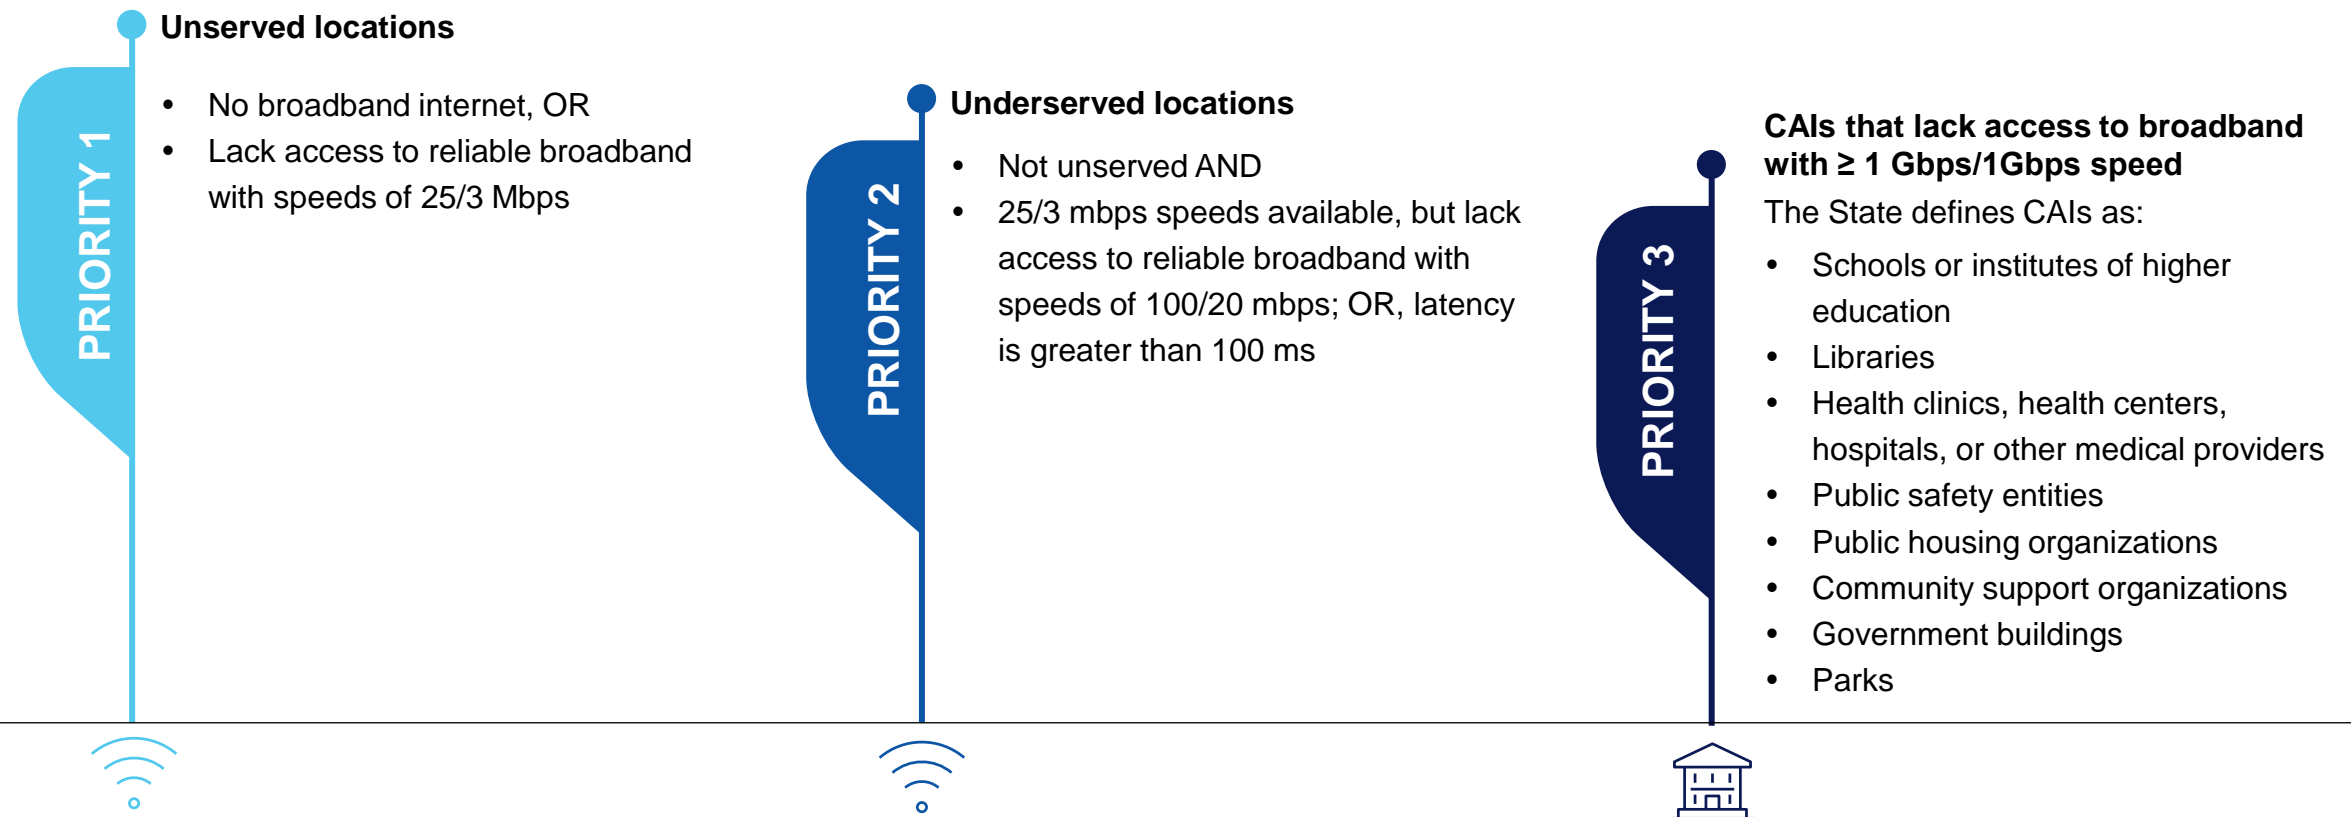 Unserved locations
PRIORITY 1
• No broadband internet, OR
• Lack access to reliable broadband
with speeds of 25/3 Mbps
Underserved locations
PRIORITY 2
• Not unserved AND
• 25/3 mbps speeds available, but lack
access to reliable broadband with
speeds of 100/20 mbps; OR, latency
is greater than 100 ms
CAIs that lack access to broadband
with ≥ 1 Gbps/1Gbps speed
PRIORITY 3
The State defines CAIs as:
• Schools or institutes of higher
education
• Libraries
• Health clinics, health centers,
hospitals, or other medical providers
• Public safety entities
• Public housing organizations
• Community support organizations
• Government buildings
• Parks